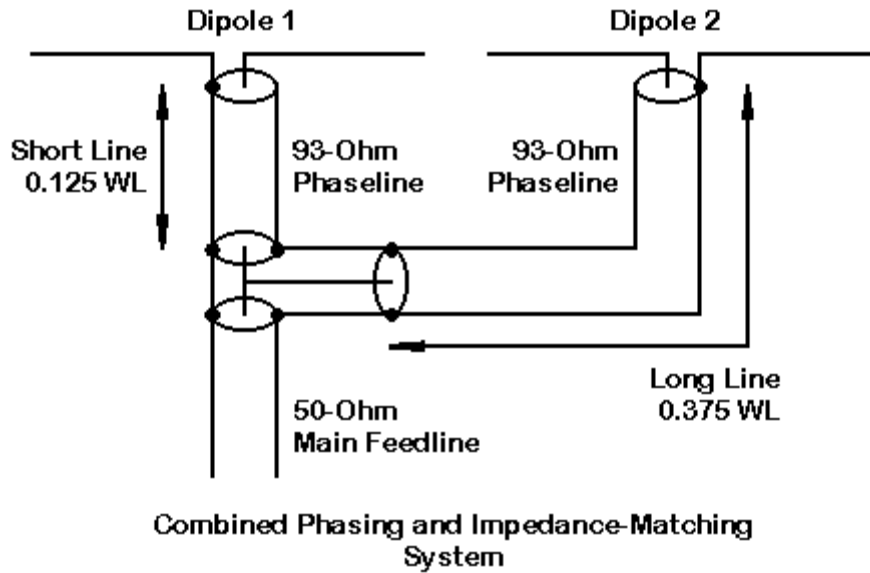 Dipole 1
Dipole 2
Short Line
0.125 WL
93-Ohm
Phaseline
93-Ohm
Phaseline
Long Line
0.375 WL
50-Ohm
Main Feedline
Combined Phasing and Impedance-Matching
System